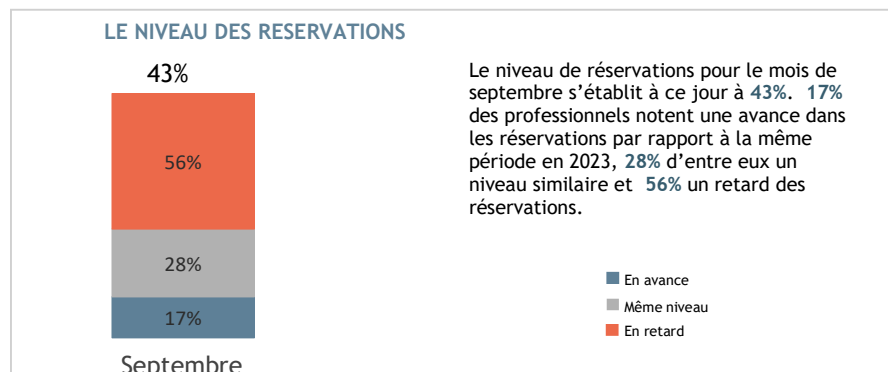 LE NIVEAU DES RESERVATIONS
43%
56%
28%
17%
Septembre
Le niveau de réservations pour le mois de
septembre s’établit à ce jour à 43%. 17%
des professionnels notent une avance dans
les réservations par rapport à la même
période en 2023, 28% d’entre eux un
niveau similaire et 56% un retard des
réservations.
En avance
Même niveau
En retard